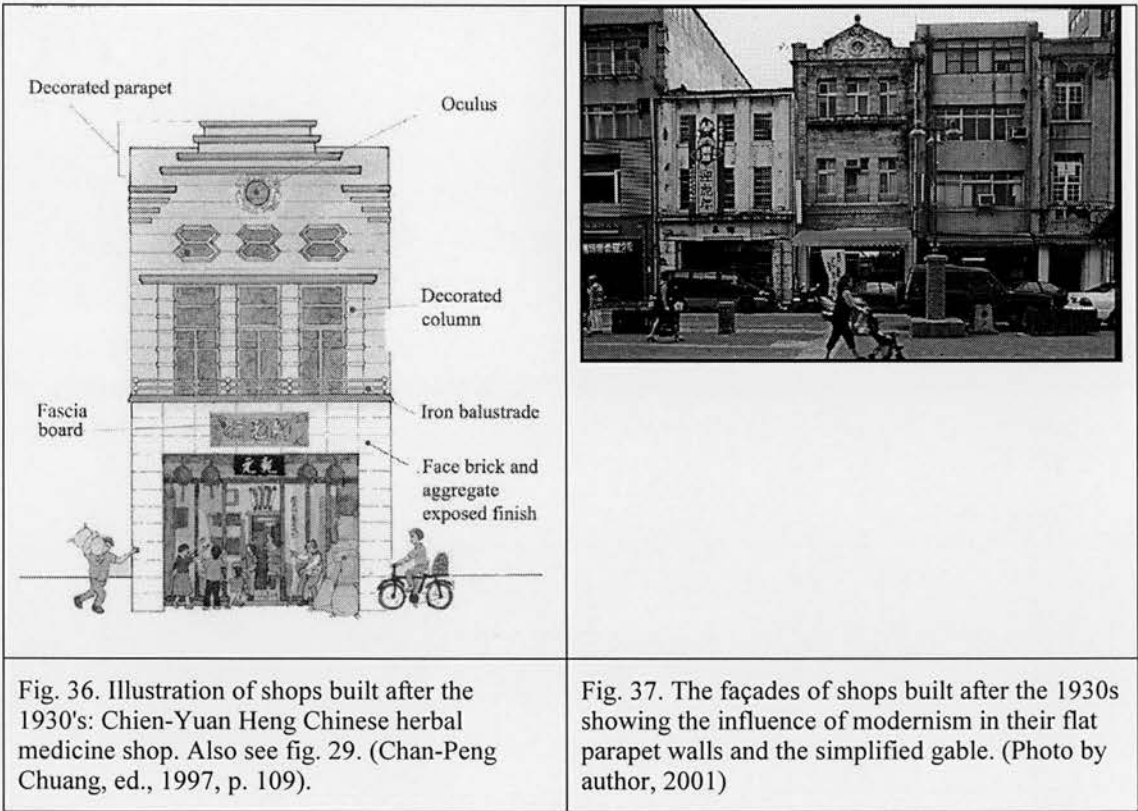 Decorated parapet
Oculus
Decorated
column
Iron balustrade
Fascia
board
Face brick and
aggregate
exposed finish
元乾
Fig. 36. Illustration of shops built after the
1930's: Chien-Yuan Heng Chinese herbal
medicine shop. Also see fig. 29. (Chan-Peng
Chuang, ed., 1997, p. 109).
Fig. 37. The façades of shops built after the 1930s
showing the influence of modernism in their flat
parapet walls and the simplified gable. (Photo by
author, 2001)